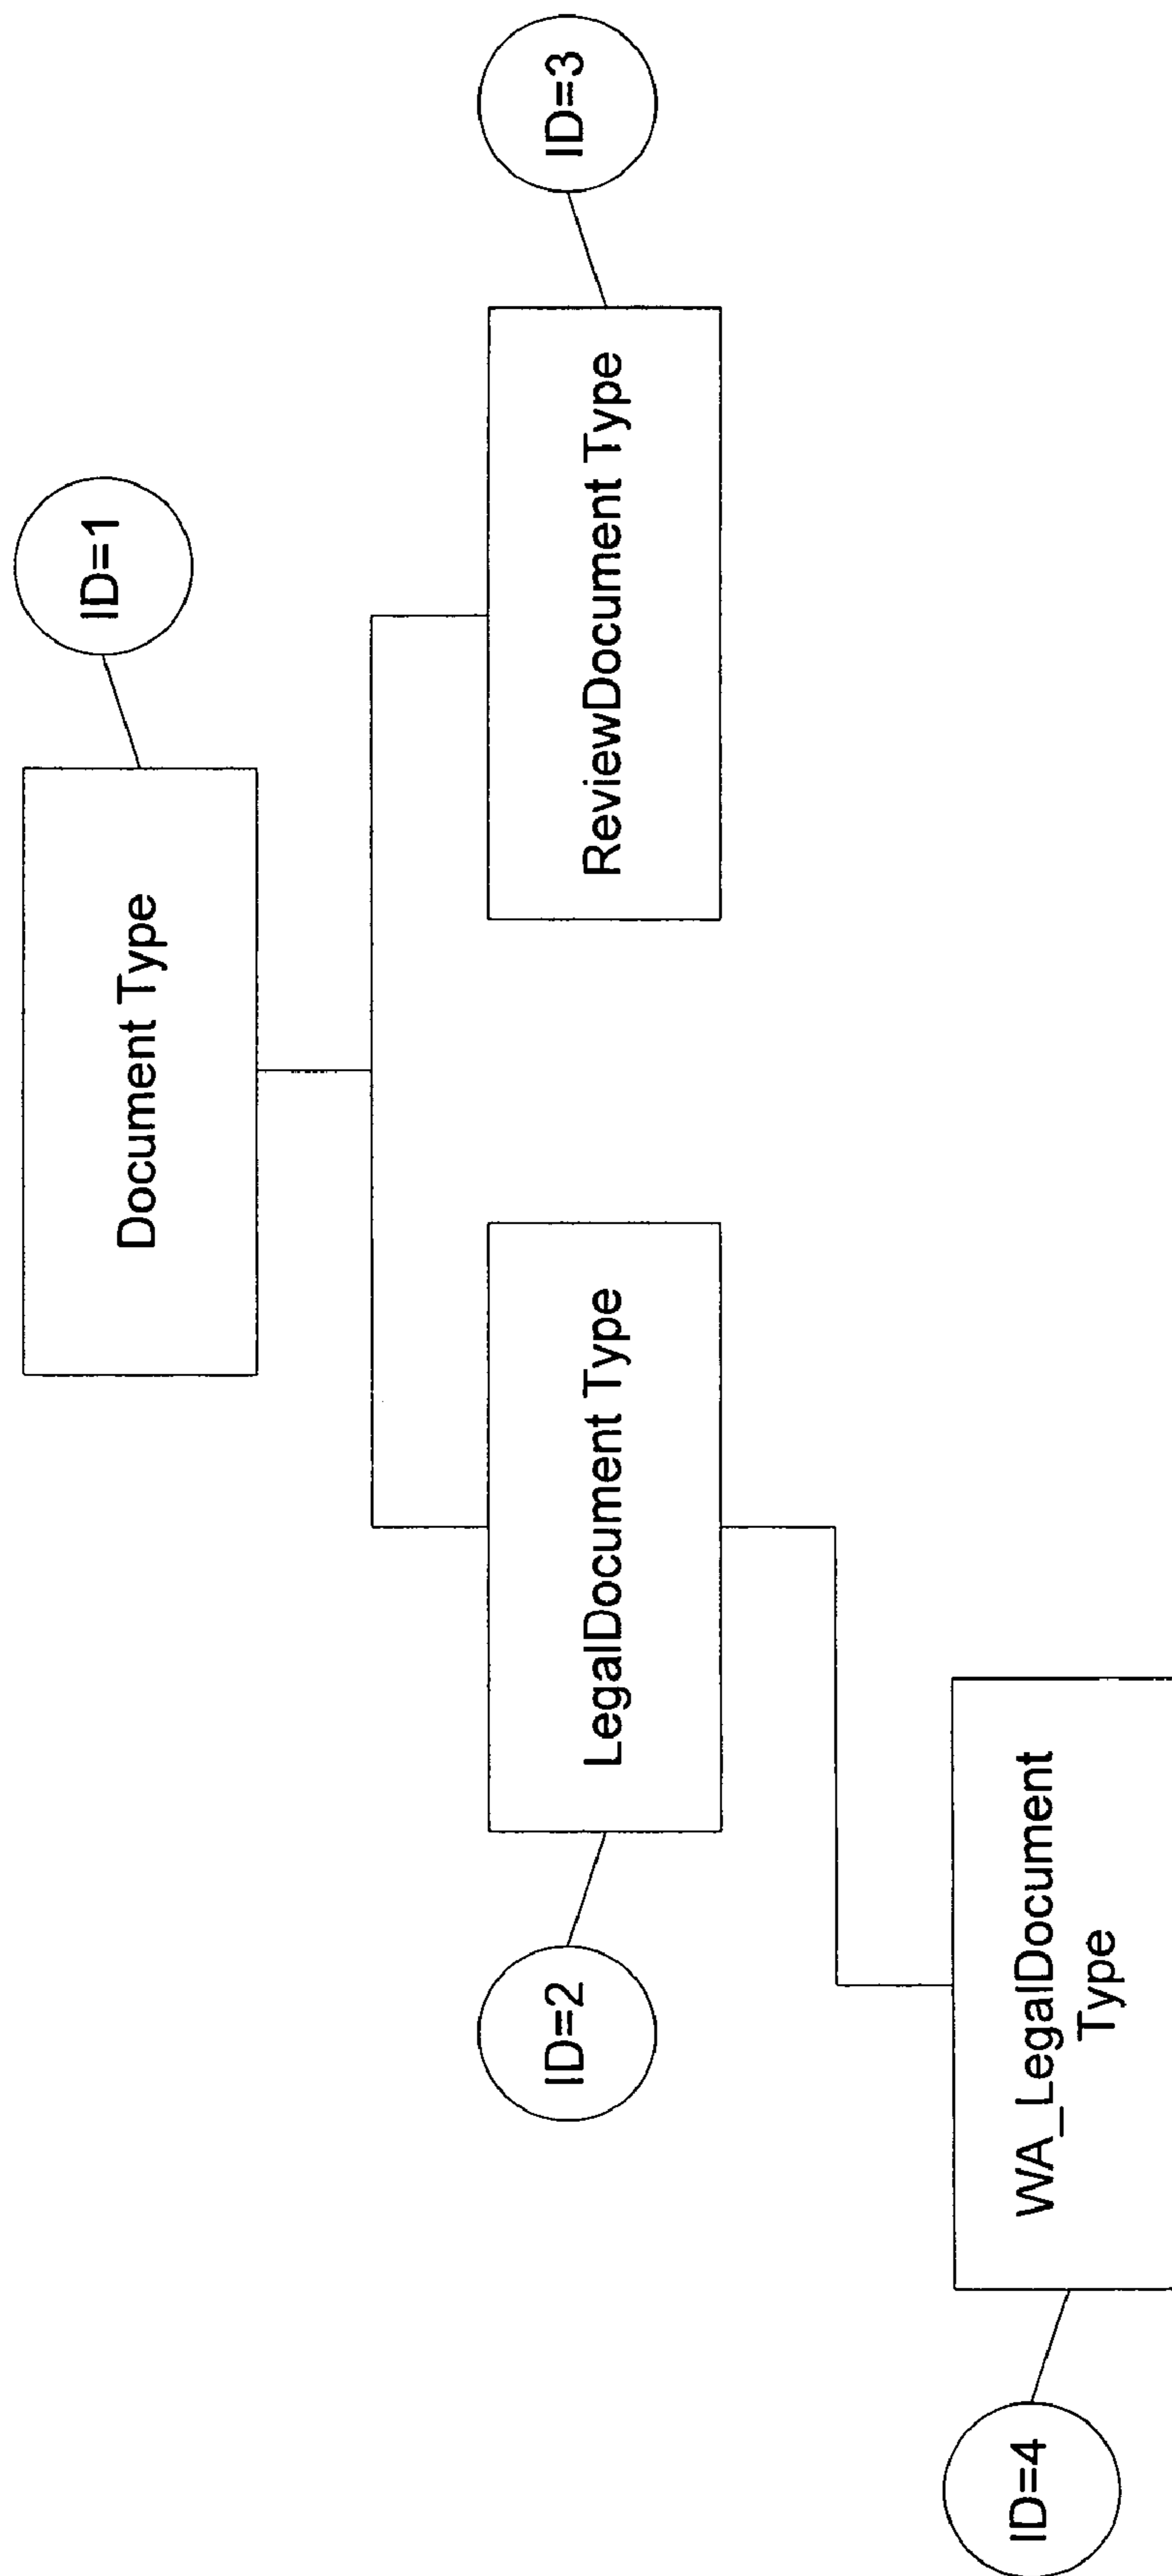 Document Type
ID=1
LegalDocument Type
ID=2
ReviewDocument Type
ID=3
WA_LegalDocument
Type
ID=4